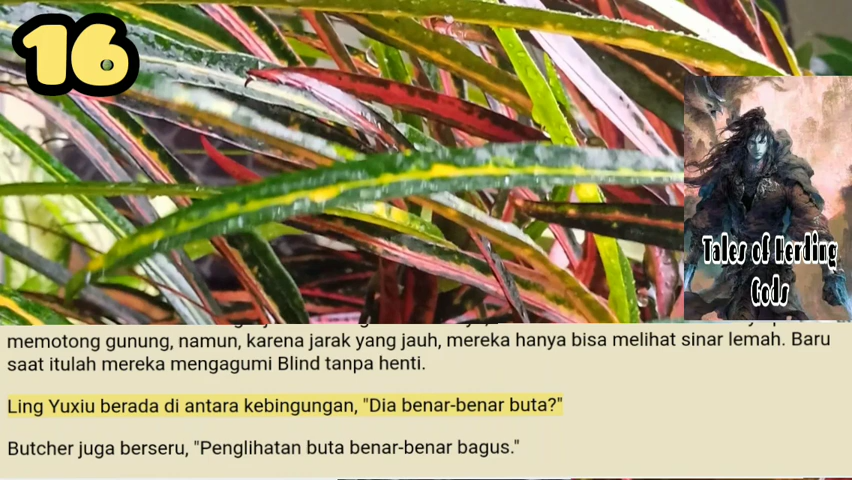 16
Tales of Herding
Gods
memotong gunung, namun, karena jarak yang jauh, mereka hanya bisa melihat sinar lemah. Baru
saat itulah mereka mengagumi Blind tanpa henti.
Ling Yuxiu berada di antara kebingungan, "Dia benar-benar buta?"
Butcher juga berseru, "Penglihatan buta benar-benar bagus."